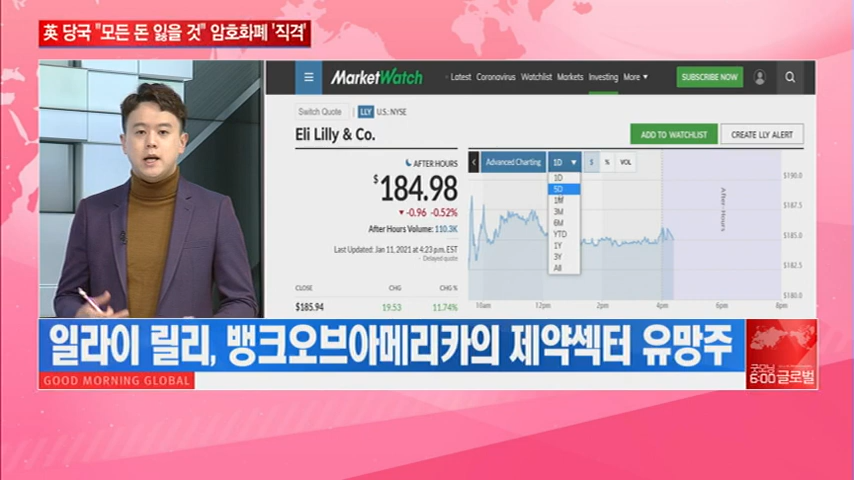 英 당국 "모든 돈 잃을 것" 암호화폐 '직격'
MarketWatch
Latest Coronavirus Watchlist Markets Investing More SUBSCRIBE NOW
Switch Quote LLY U.S.: NYSE
Eli Lilly & Co.
ADD TO WATCHLIST CREATE LLY ALERT
AFTER HOURS
$184.98
-0.96 -0.52%
After Hours Volume: 110.3K
Last Updated: Jan 11, 2021 at 4:23 p.m. EST
Delayed quote
CLOSE CHG CHG %
$185.94 19.53 11.74%
Advanced Charting 1D $ % VOL
1D
5D
1M
3M
6M
YTD
1Y
3Y
All
After-Hours
$190.0
$187.5
$185.0
$182.5
$180.0
10am 12pm 2pm 4pm 6pm 8pm
일라이 릴리, 뱅크오브아메리카의 제약섹터 유망주
GOOD MORNING GLOBAL
굿모닝
6:00 글로벌